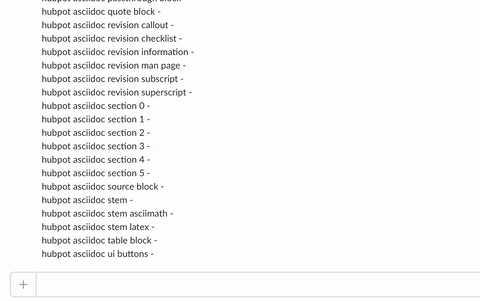 hubpot asciidoc passthrough block -
hubpot asciidoc quote block -
hubpot asciidoc revision callout -
hubpot asciidoc revision checklist -
hubpot asciidoc revision information -
hubpot asciidoc revision man page -
hubpot asciidoc revision subscript -
hubpot asciidoc revision superscript -
hubpot asciidoc section 0 -
hubpot asciidoc section 1 -
hubpot asciidoc section 2 -
hubpot asciidoc section 3 -
hubpot asciidoc section 4 -
hubpot asciidoc section 5 -
hubpot asciidoc source block -
hubpot asciidoc stem -
hubpot asciidoc stem asciimath -
hubpot asciidoc stem latex -
hubpot asciidoc table block -
hubpot asciidoc ui buttons -
+